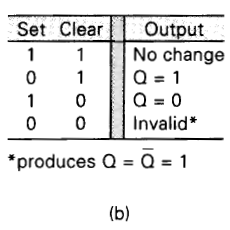 Set Clear Output
1 1 No change
0 1 Q = 1
1 0 Q = 0
0 0 Invalid*
*produces Q = Q̅ = 1
(b)